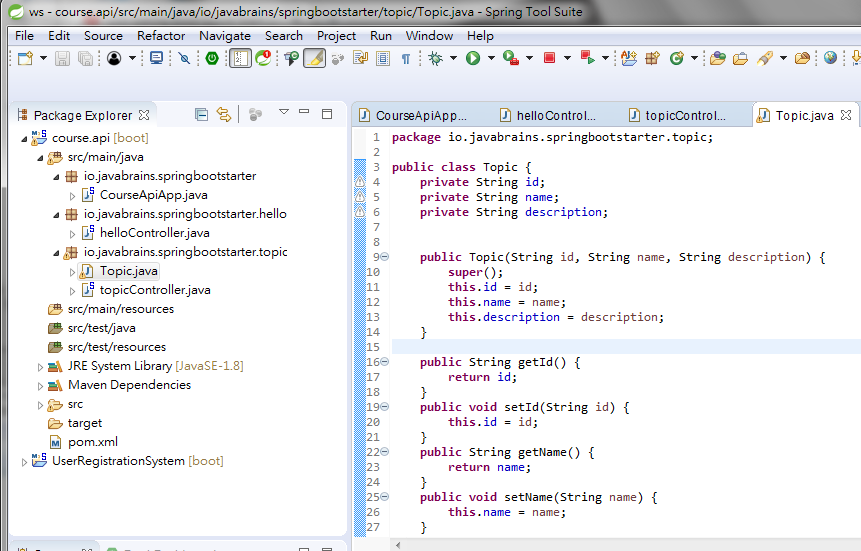 ws - course.api/src/main/java/io/javabrains/springbootstarter/topic/Topic.java - Spring Tool Suite
File Edit Source Refactor Navigate Search Project Run Window Help
Package Explorer
course.api [boot]
src/main/java
io.javabrains.springbootstarter
CourseApiApp.java
io.javabrains.springbootstarter.hello
helloController.java
io.javabrains.springbootstarter.topic
Topic.java
topicController.java
src/main/resources
src/test/java
src/test/resources
JRE System Library [JavaSE-1.8]
Maven Dependencies
src
target
pom.xml
UserRegistrationSystem [boot]
CourseApiApp... helloControl... topicControl... Topic.java
1 package io.javabrains.springbootstarter.topic;
2
3 public class Topic {
4 private String id;
5 private String name;
6 private String description;
7
8
9 public Topic(String id, String name, String description) {
10 super();
11 this.id = id;
12 this.name = name;
13 this.description = description;
14 }
15
16 public String getId() {
17 return id;
18 }
19 public void setId(String id) {
20 this.id = id;
21 }
22 public String getName() {
23 return name;
24 }
25 public void setName(String name) {
26 this.name = name;
27 }